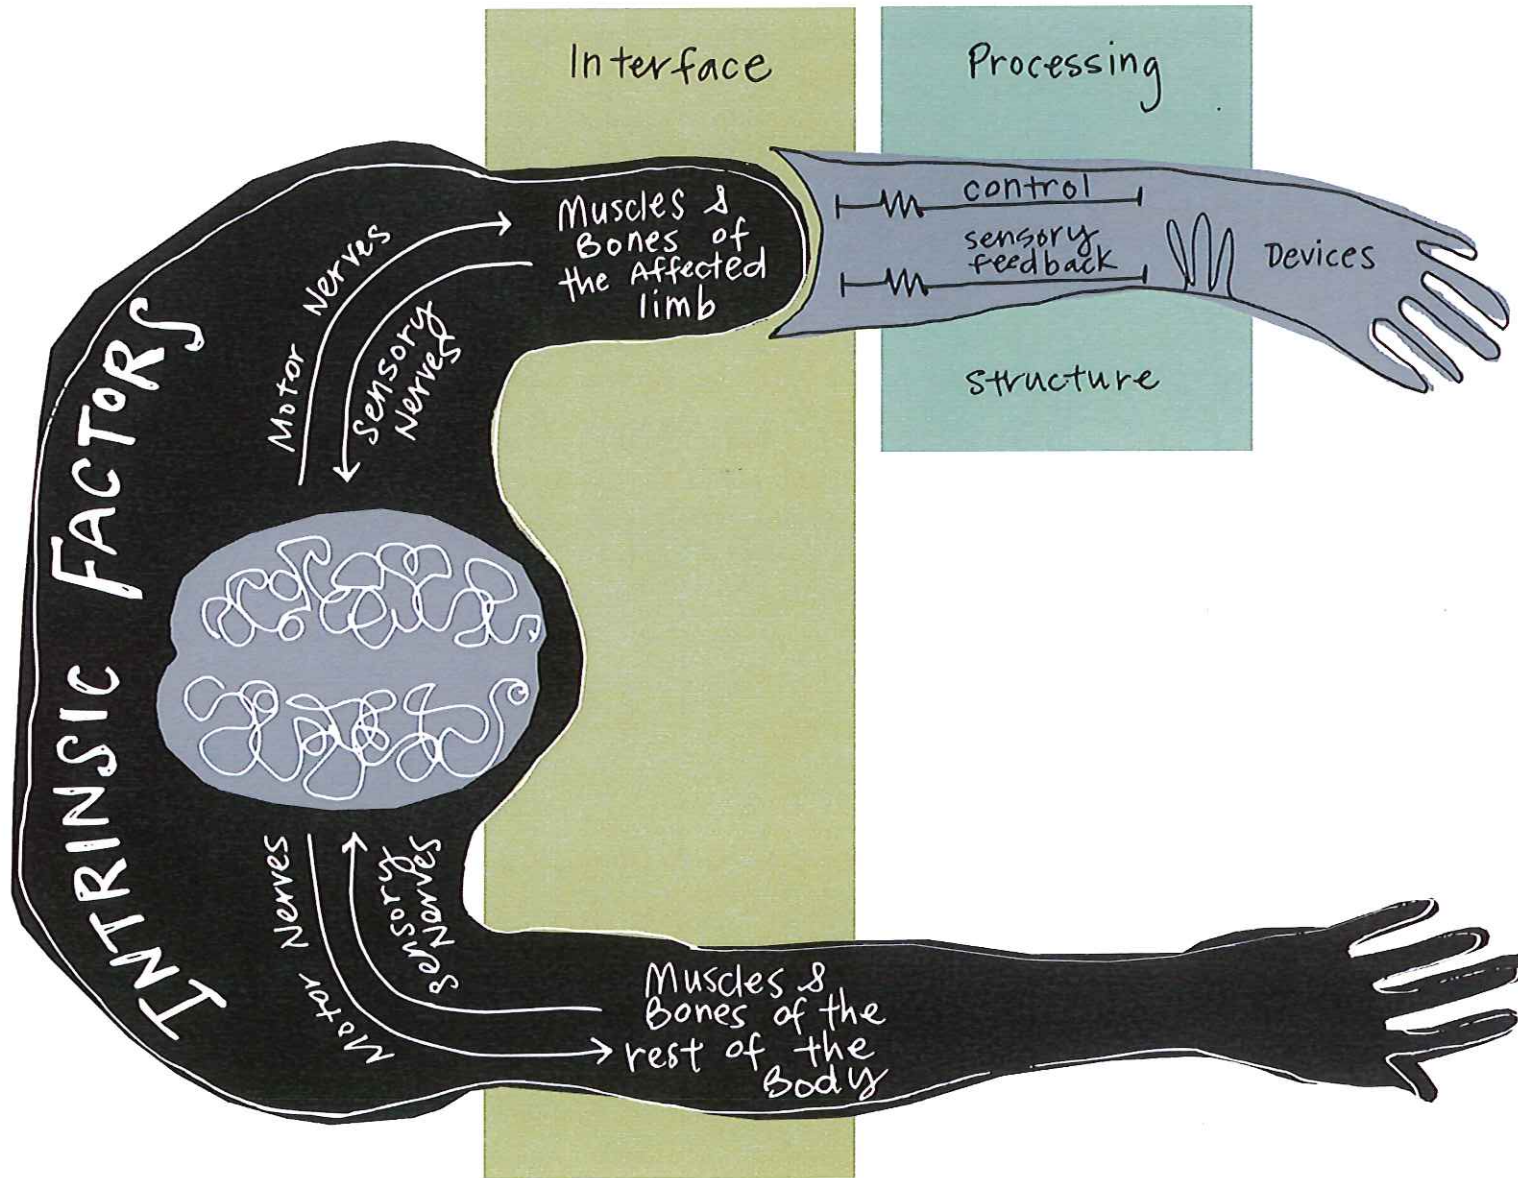 Interface
Processing
control
sensory
feedback
Devices
structure
Muscles &
Bones of
the Affected
limb
Motor Nerves
Sensory
Nerves
INTRINSIC FACTORS
Motor Nerves
Sensory
Nerves
Muscles &
Bones of the
rest of the
Body